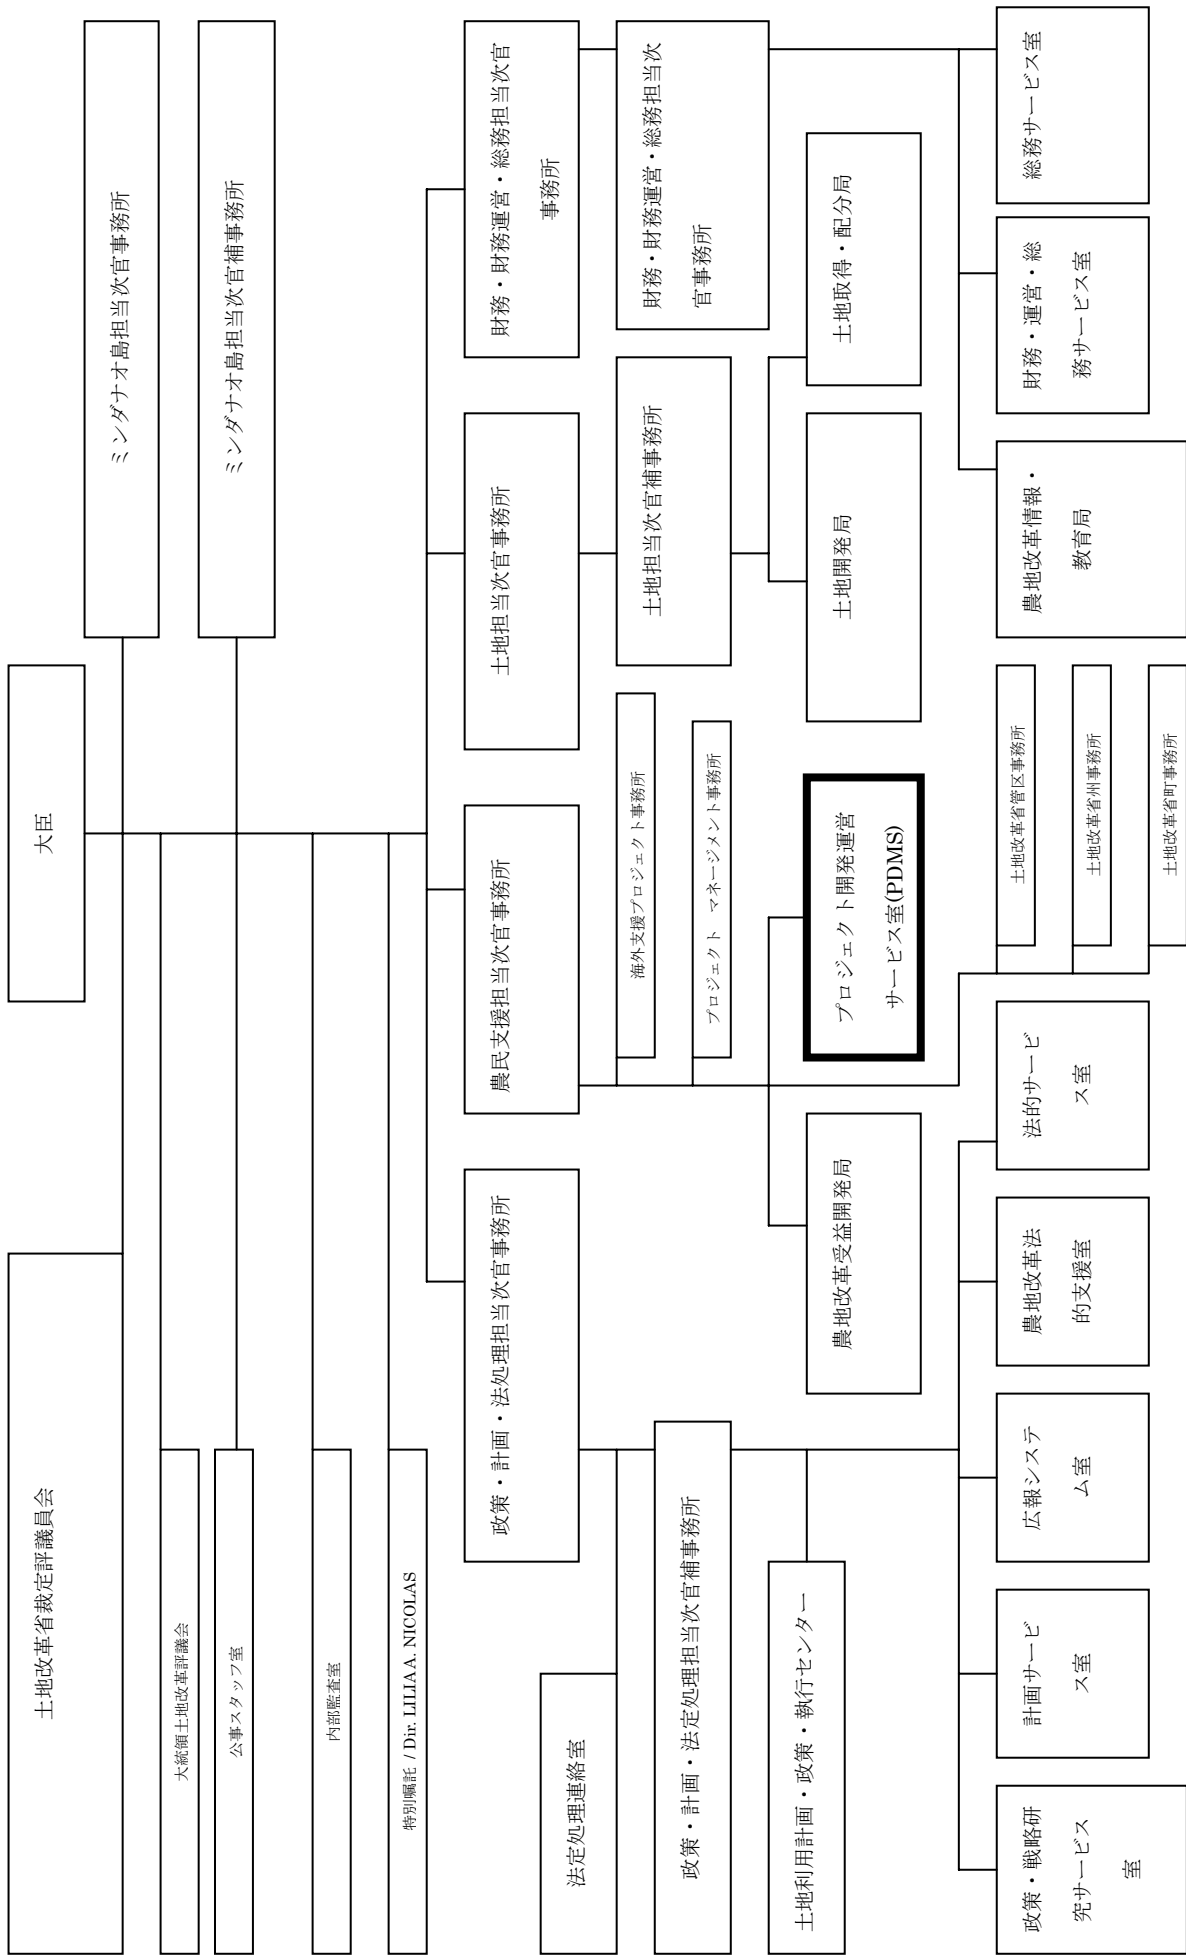 大臣
土地改革省裁定評議員会
ミンダナオ島担当次官事務所
大統領土地改革評議会
公事スタッフ室
ミンダナオ島担当次官補事務所
内部監査室
特別嘱託 / Dir. LILIA A. NICOLAS
政策・計画・法処理担当次官事務所
農民支援担当次官事務所
土地担当次官事務所
財務・財務運営・総務担当次官
事務所
法定処理連絡室
政策・計画・法定処理担当次官補事務所
海外支援プロジェクト事務所
プロジェクト マネージメント事務所
土地担当次官補事務所
財務・財務運営・総務担当次
官事務所
土地利用計画・政策・執行センター
農地改革受益開発局
プロジェクト開発運営
サービス室(PDMS)
土地開発局
土地取得・配分局
政策・戦略研
究サービス
室
計画サービ
ス室
広報システ
ム室
農地改革法
的支援室
法的サービ
ス室
土地改革省管区事務所
土地改革省州事務所
土地改革省町事務所
農地改革情報・
教育局
財務・運営・総
務サービス室
総務サービス室